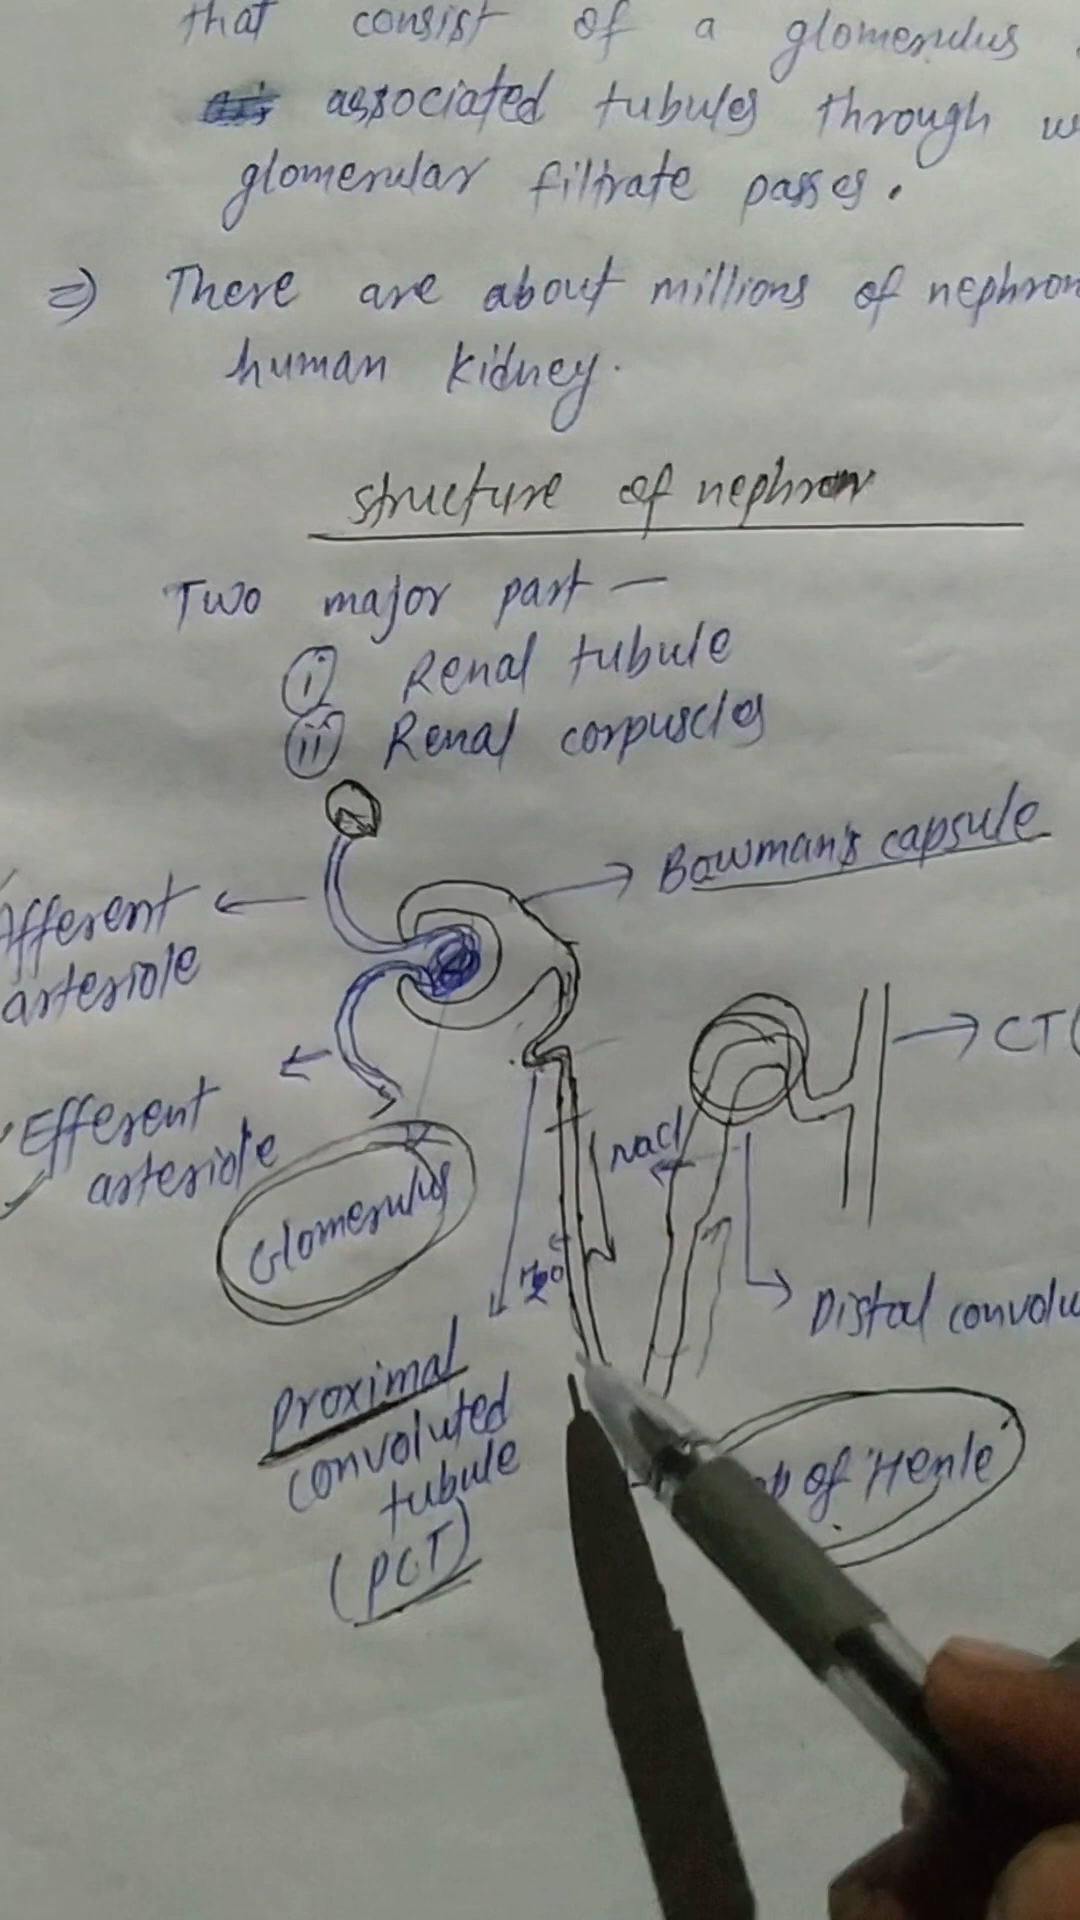 that consist of a glomerulus
associated tubules through
glomerular filtrate passes.
=> There are about millions of nephron
human kidney.
structure of nephron
Two major part —
(i) Renal tubule
(ii) Renal corpuscles
Bowman's capsule
Afferent
arteriole
CT(
Efferent
arteriole
Nacl
Glomerulus
H2o
Distal convolu
Proximal
convoluted
tubule
(PCT)
of Henle